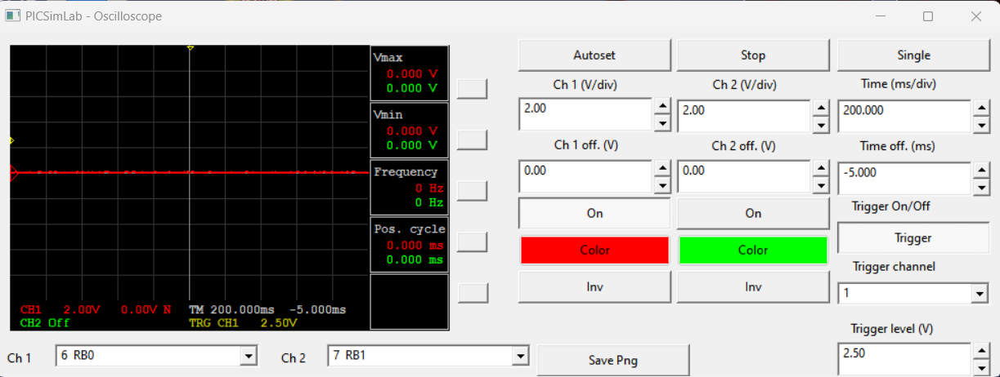 PICSimLab - Oscilloscope
Vmax
0.000 V
0.000 V
Vmin
0.000 V
0.000 V
Frequency
0 Hz
0 Hz
Pos. cycle
0.000 ms
0.000 ms
CH1 2.00V 0.00V N TM 200.000ms -5.000ms
CH2 Off TRG CH1 2.50V
Autoset Stop Single
Ch 1 (V/div) Ch 2 (V/div) Time (ms/div)
2.00 2.00 200.000
Ch 1 off. (V) Ch 2 off. (V) Time off. (ms)
0.00 0.00 -5.000
On On Trigger On/Off
Color Color Trigger
Inv Inv Trigger channel
1
Trigger level (V)
2.50
Ch 1 6 RB0 Ch 2 7 RB1 Save Png